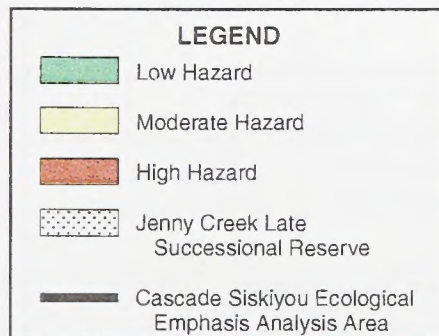 LEGEND
Low Hazard
Moderate Hazard
High Hazard
Jenny Creek Late
Successional Reserve
Cascade Siskiyou Ecological
Emphasis Analysis Area